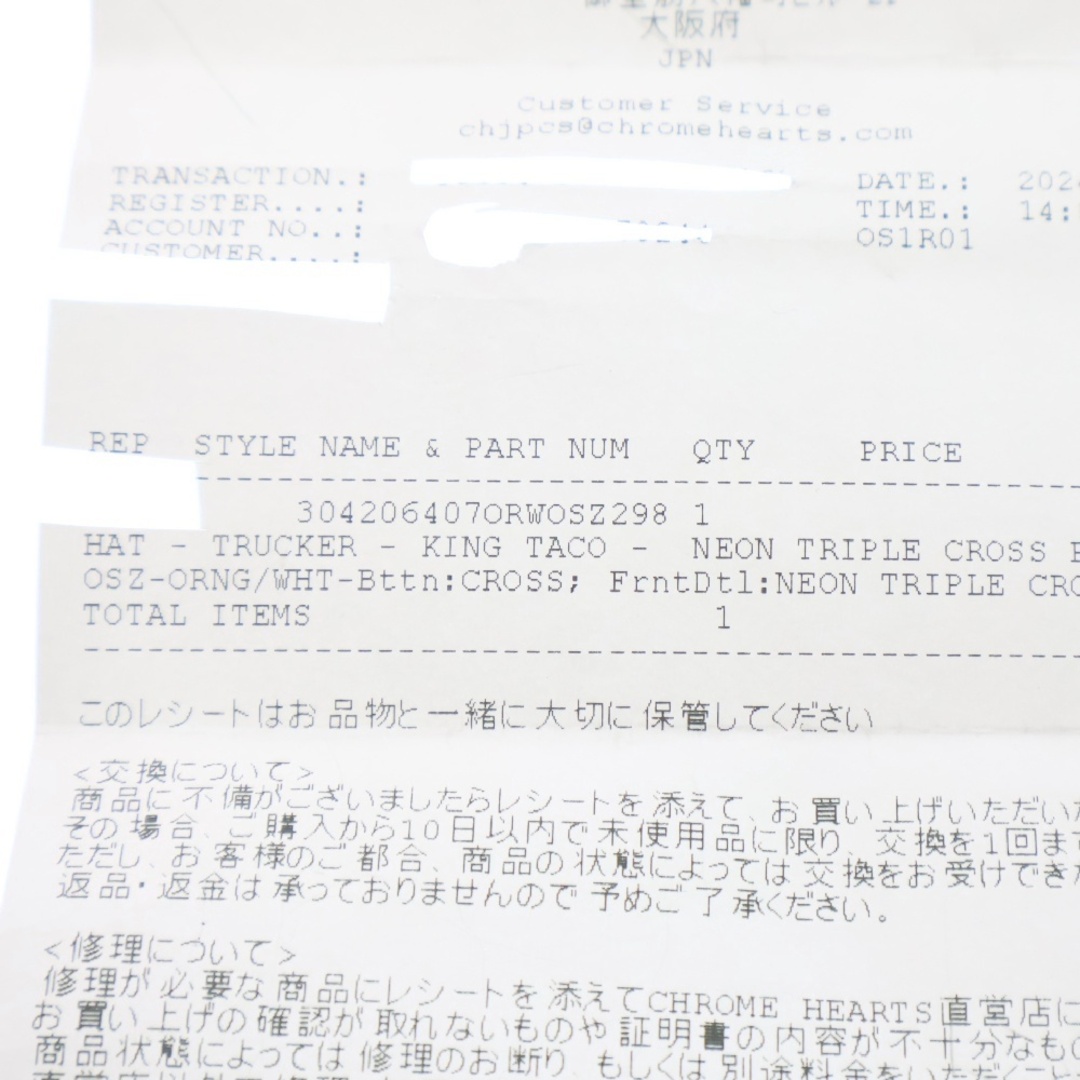 大阪府
JPN
Customer Service
chjpcs@chromehearts.com
TRANSACTION.:
DATE.: 202
REGISTER....:
TIME.: 14:
ACCOUNT NO..:
OS1R01
CUSTOMER....:
REP STYLE NAME & PART NUM QTY PRICE
304206407ORWOSZ298 1
HAT - TRUCKER - KING TACO - NEON TRIPLE CROSS
OSZ-ORNG/WHT-Bttn:CROSS; FrntDtl:NEON TRIPLE CRO
TOTAL ITEMS 1
このレシートはお品物と一緒に大切に保管してください
<交換について>
商品に不備がございましたらレシートを添えて、お買い上げいただい
その場合、ご購入から10日以内で未使用品に限り、交換を1回ま
ただし、お客様のご都合、商品の状態によっては交換をお受けでき
返品・返金は承っておりませんので予めご了承ください。
<修理について>
修理が必要な商品にレシートを添えてCHROME HEARTS直営店に
お買い上げの確認が取れないものや証明書の内容が不十分なも
商品状態によっては修理のお断り、もしくは別途料金をいただくこと